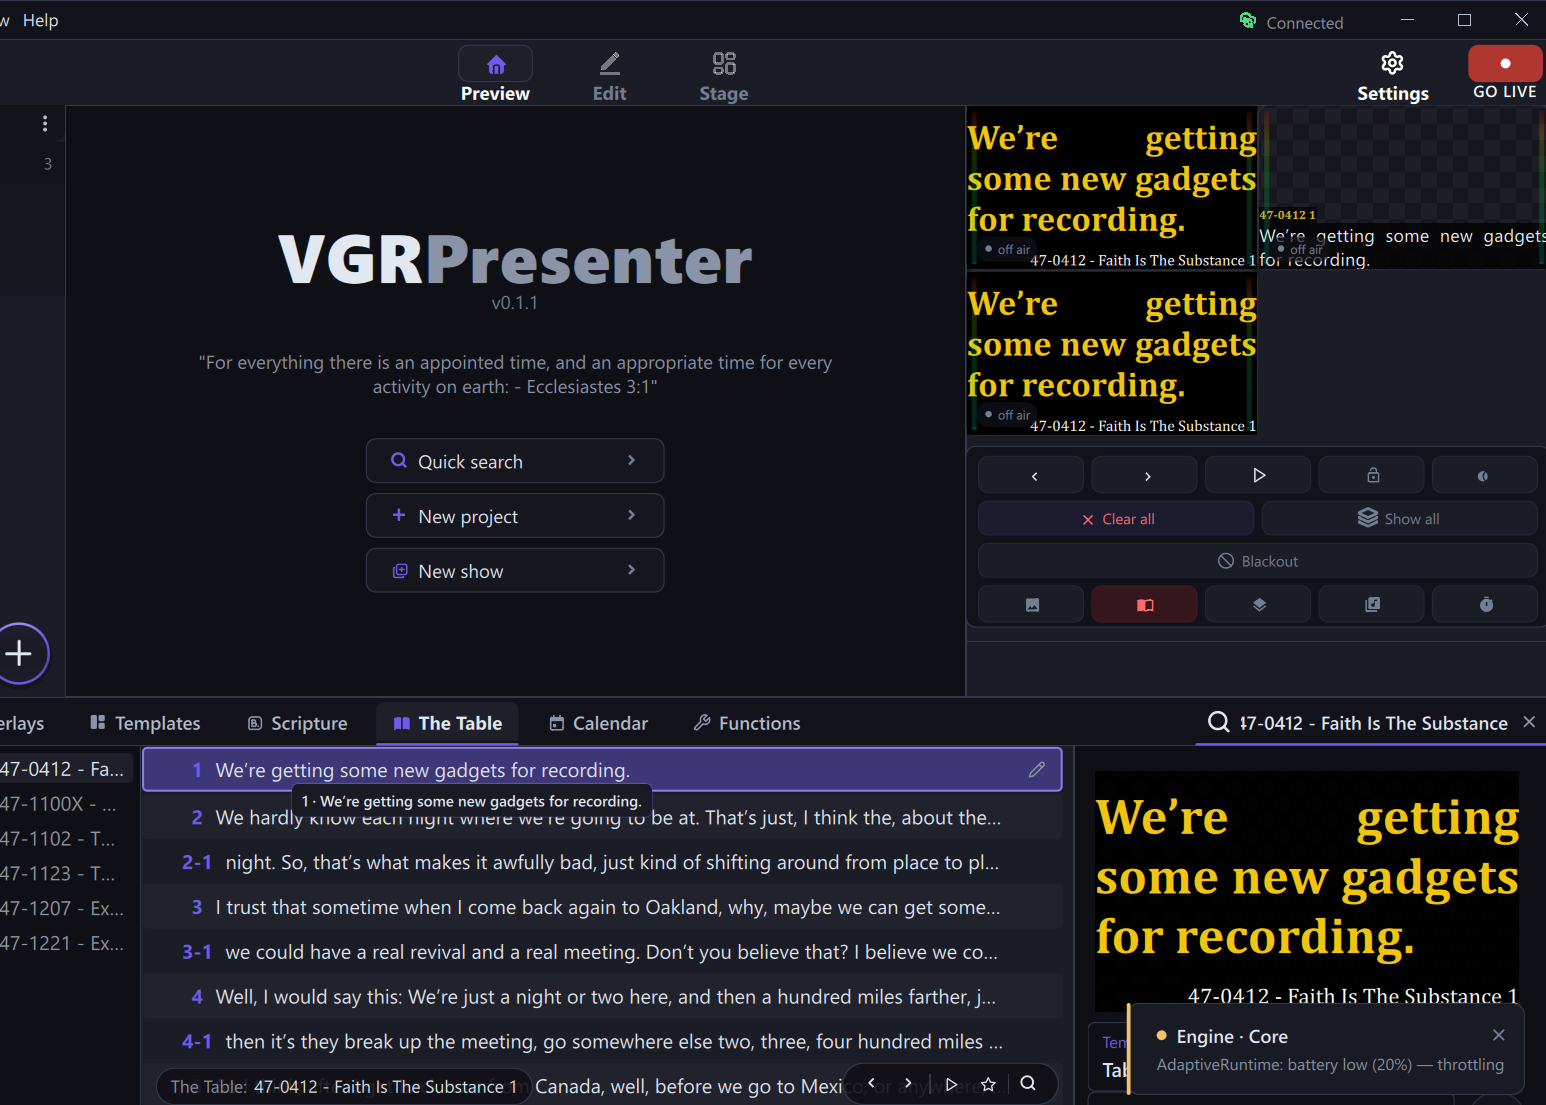 Help
Connected
Preview
Edit
Stage
Settings
GO LIVE
3
VGRPresenter
v0.1.1
"For everything there is an appointed time, and an appropriate time for every
activity on earth: - Ecclesiastes 3:1"
Quick search
New project
New show
We're getting
some new gadgets
for recording.
off air
47-0412 - Faith Is The Substance 1
47-0412 1
We're getting some new gadgets
for recording.
off air
We're getting
some new gadgets
for recording.
off air
47-0412 - Faith Is The Substance 1
Clear all
Show all
Blackout
erlays
Templates
Scripture
The Table
Calendar
Functions
47-0412 - Faith Is The Substance
47-0412 - Fa...
47-1100X - ...
47-1102 - T...
47-1123 - T...
47-1207 - Ex...
47-1221 - Ex...
1 We're getting some new gadgets for recording.
1 · We're getting some new gadgets for recording.
2 We hardly know each night where we're going to be at. That's just, I think the, about the...
2-1 night. So, that's what makes it awfully bad, just kind of shifting around from place to pl...
3 I trust that sometime when I come back again to Oakland, why, maybe we can get some...
3-1 we could have a real revival and a real meeting. Don't you believe that? I believe we co...
4 Well, I would say this: We're just a night or two here, and then a hundred miles farther, j...
4-1 then it's they break up the meeting, go somewhere else two, three, four hundred miles ...
The Table: 47-0412 - Faith Is The Substance 1
Canada, well, before we go to Mexico, or anywhere,...
We're getting
some new gadgets
for recording.
47-0412 - Faith Is The Substance 1
Tem
Tab
Engine · Core
AdaptiveRuntime: battery low (20%) — throttling